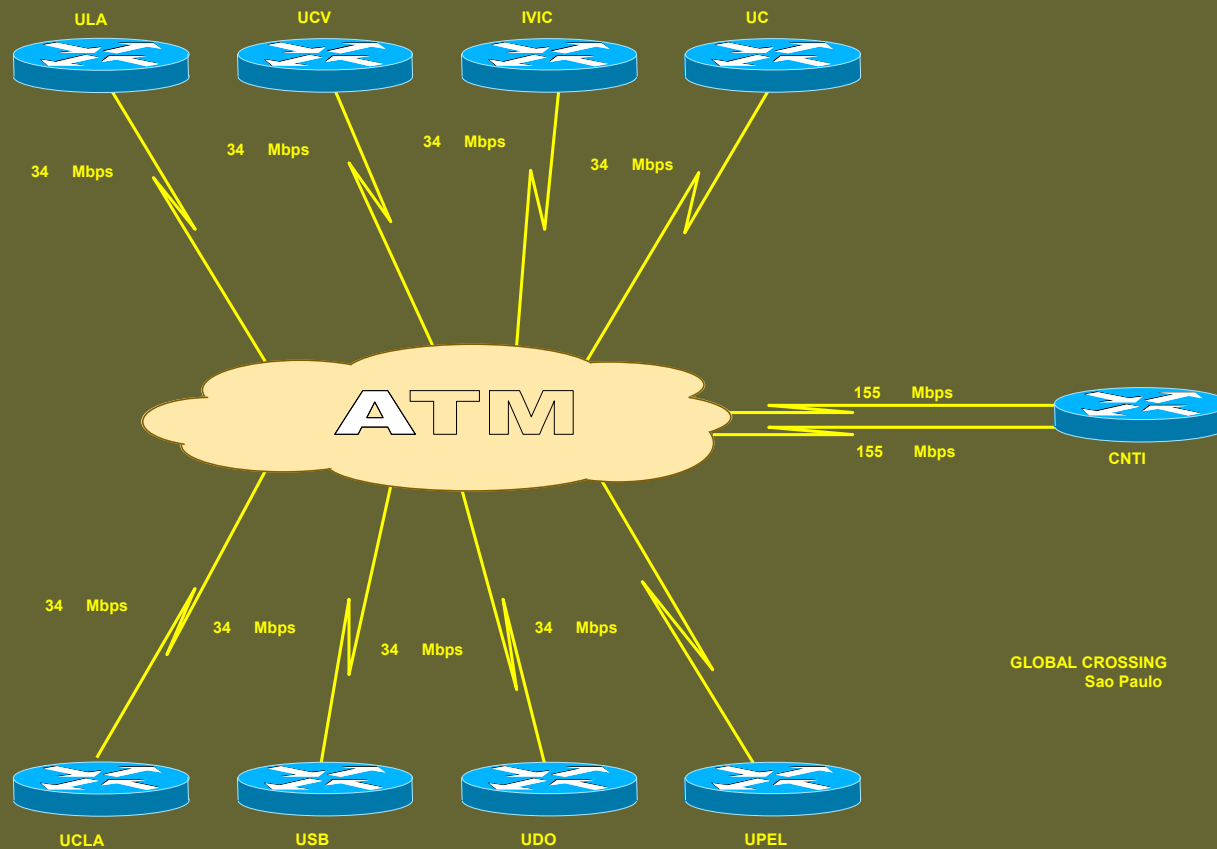 ULA
UCV
IVIC
UC
34 Mbps
34 Mbps
34 Mbps
34 Mbps
ATM
155 Mbps
155 Mbps
CNTI
34 Mbps
34 Mbps
34 Mbps
34 Mbps
GLOBAL CROSSING
Sao Paulo
UCLA
USB
UDO
UPEL